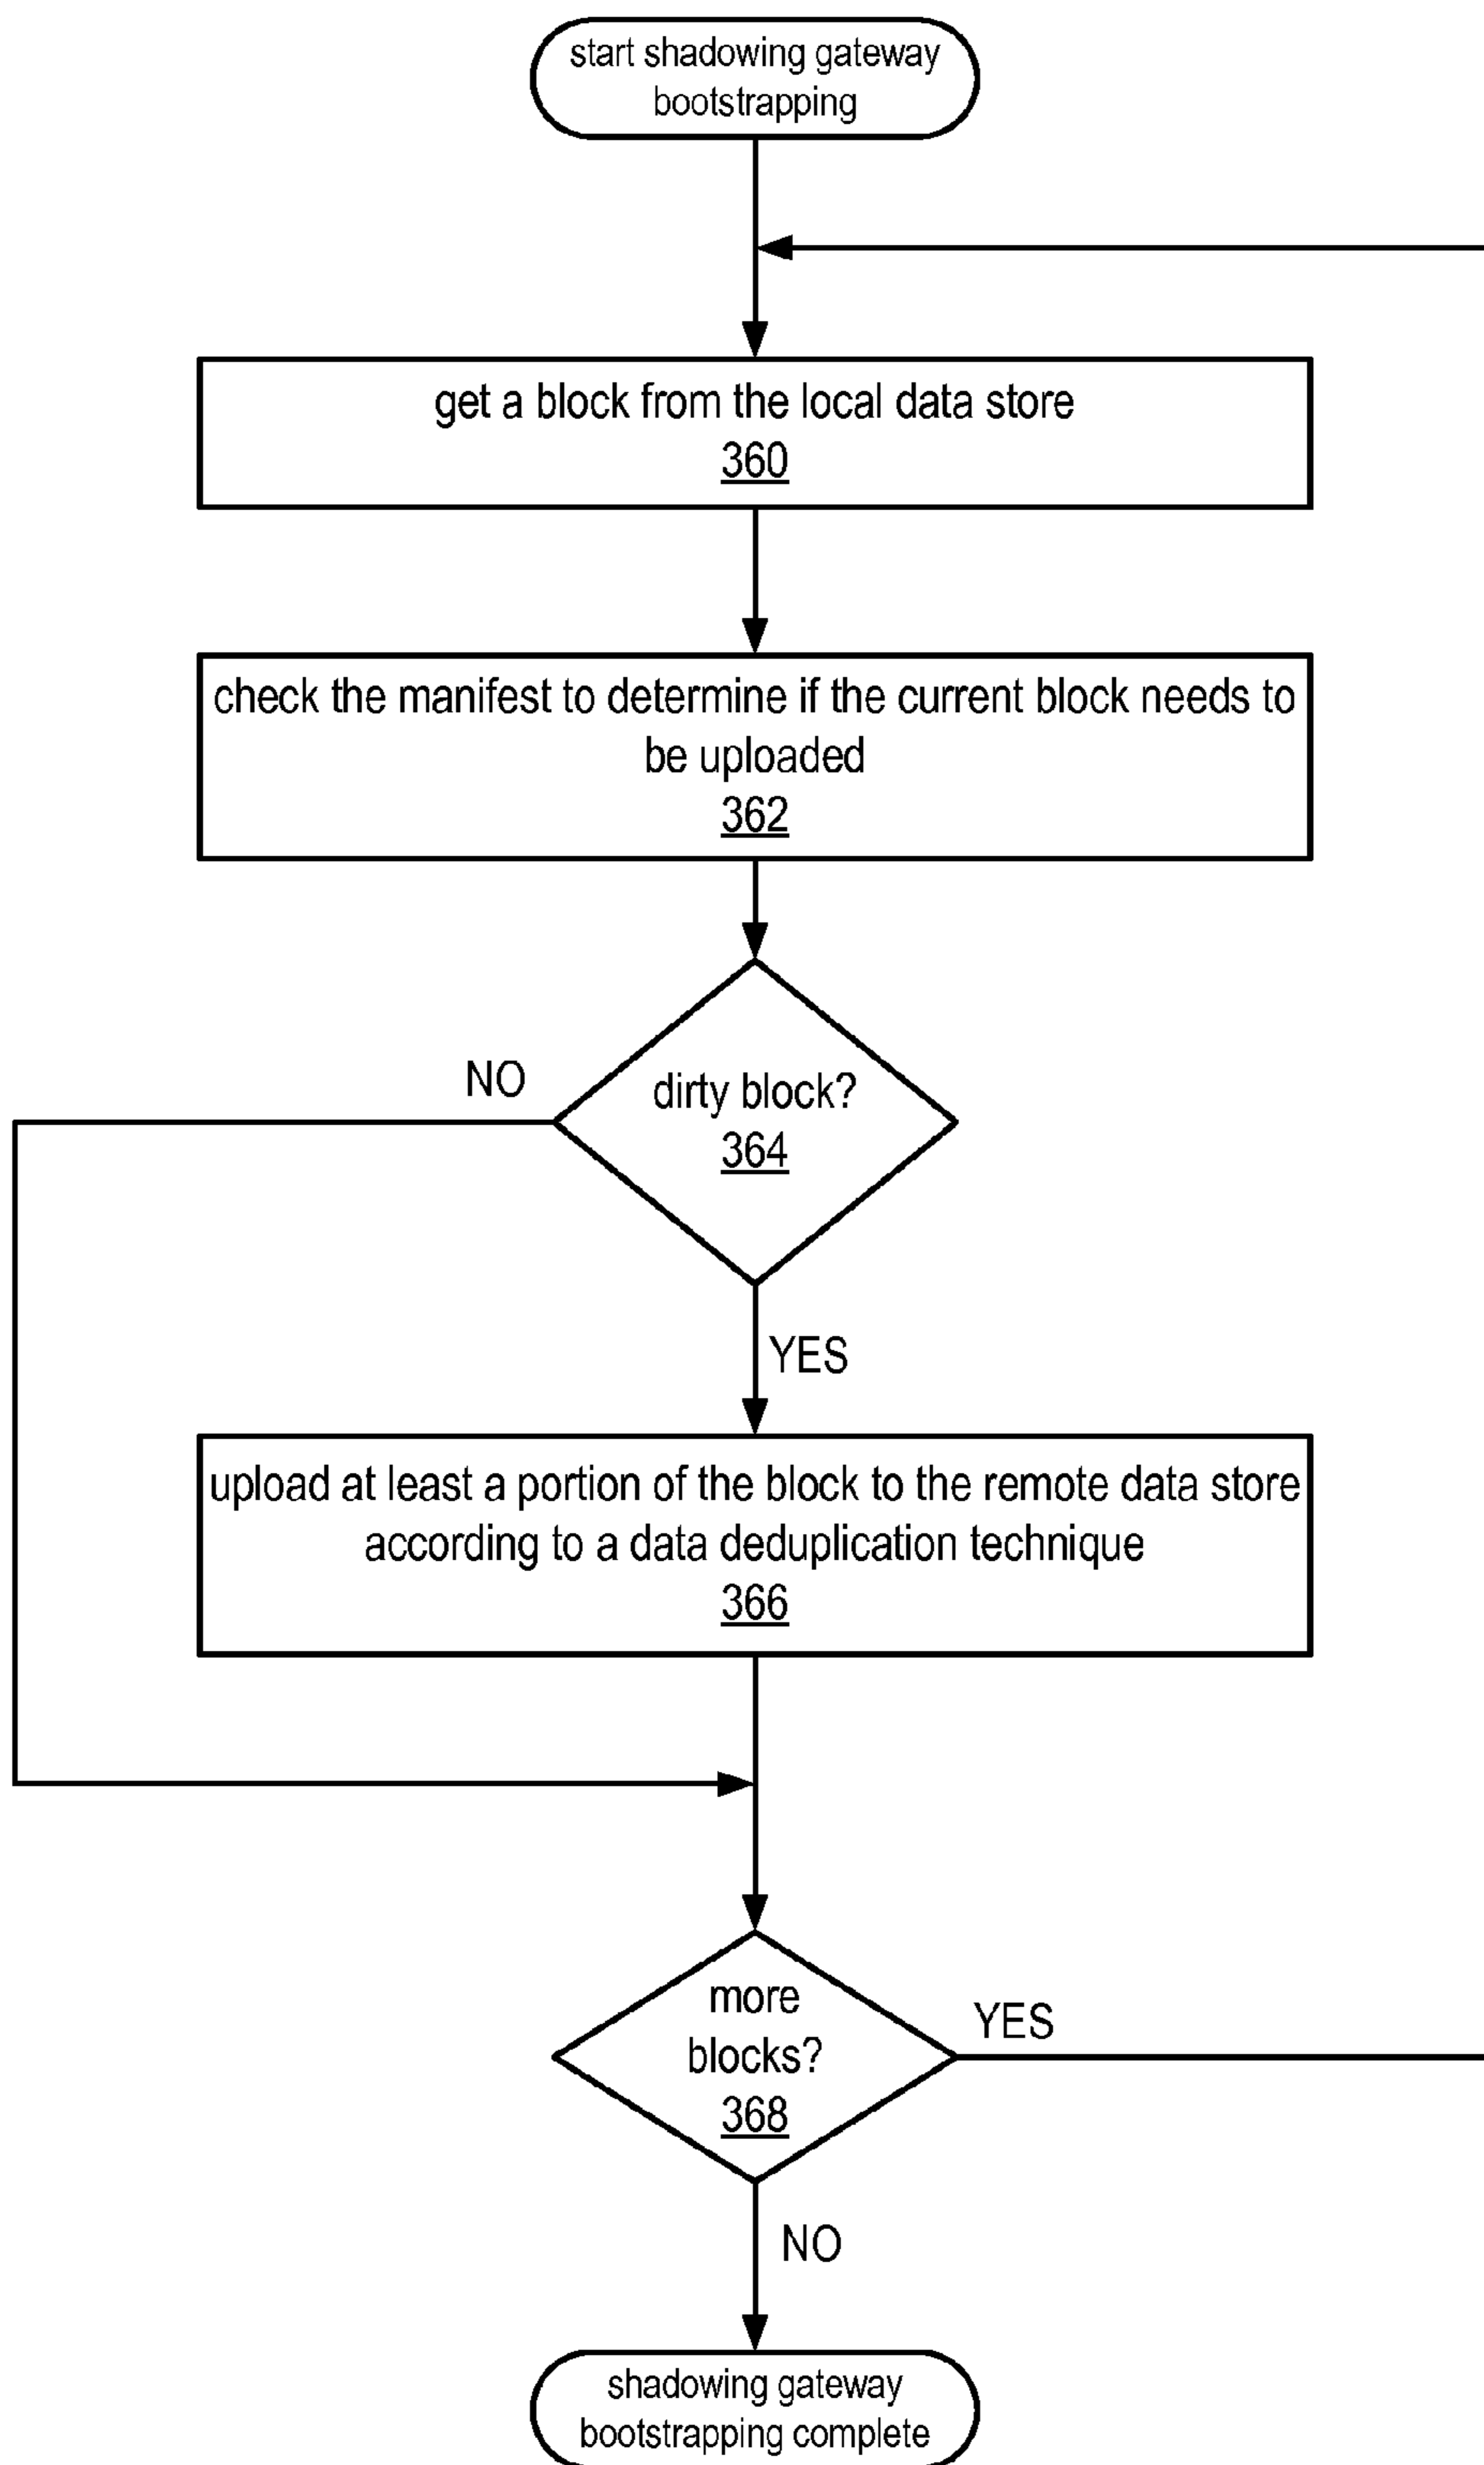 start shadowing gateway
bootstrapping
get a block from the local data store
360
check the manifest to determine if the current block needs to
be uploaded
362
NO
dirty block?
364
YES
upload at least a portion of the block to the remote data store
according to a data deduplication technique
366
more
blocks?
368
YES
NO
shadowing gateway
bootstrapping complete